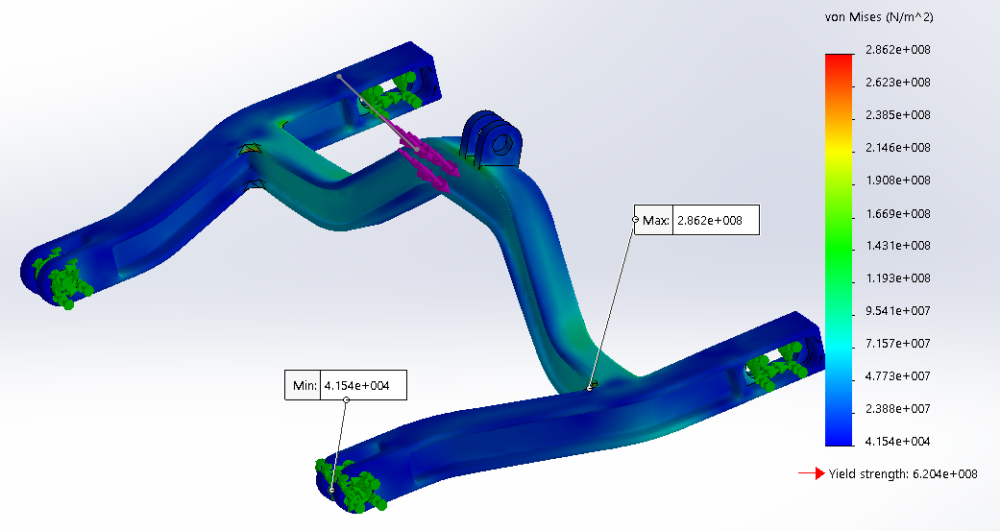 von Mises (N/m^2)
2.862e+008
2.623e+008
2.385e+008
2.146e+008
1.908e+008
1.669e+008
1.431e+008
1.193e+008
9.541e+007
7.157e+007
4.773e+007
2.388e+007
4.154e+004
Yield strength: 6.204e+008
Max: 2.862e+008
Min: 4.154e+004